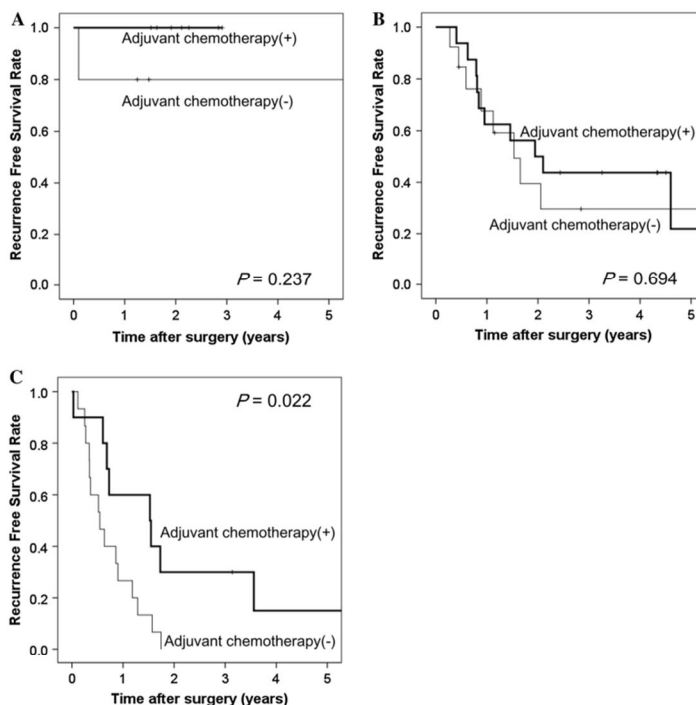 A
Recurrence Free Survival Rate
1.0
0.8
0.6
0.4
0.2
0.0
Adjuvant chemotherapy(+)
Adjuvant chemotherapy(-)
P = 0.237
0 1 2 3 4 5
Time after surgery (years)
B
Recurrence Free Survival Rate
1.0
0.8
0.6
0.4
0.2
0.0
Adjuvant chemotherapy(+)
Adjuvant chemotherapy(-)
P = 0.694
0 1 2 3 4 5
Time after surgery (years)
C
Recurrence Free Survival Rate
1.0
0.8
0.6
0.4
0.2
0.0
P = 0.022
Adjuvant chemotherapy(+)
Adjuvant chemotherapy(-)
0 1 2 3 4 5
Time after surgery (years)